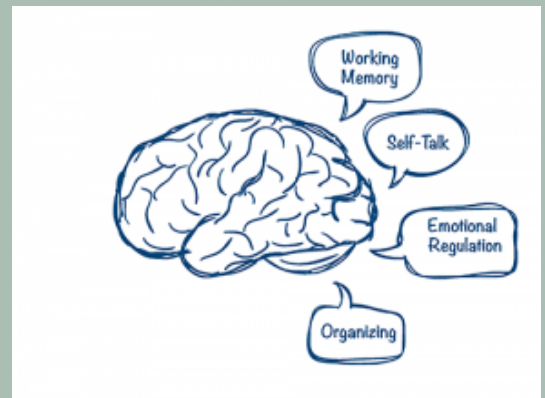 Working
Memory
Self-Talk
Emotional
Regulation
Organizing